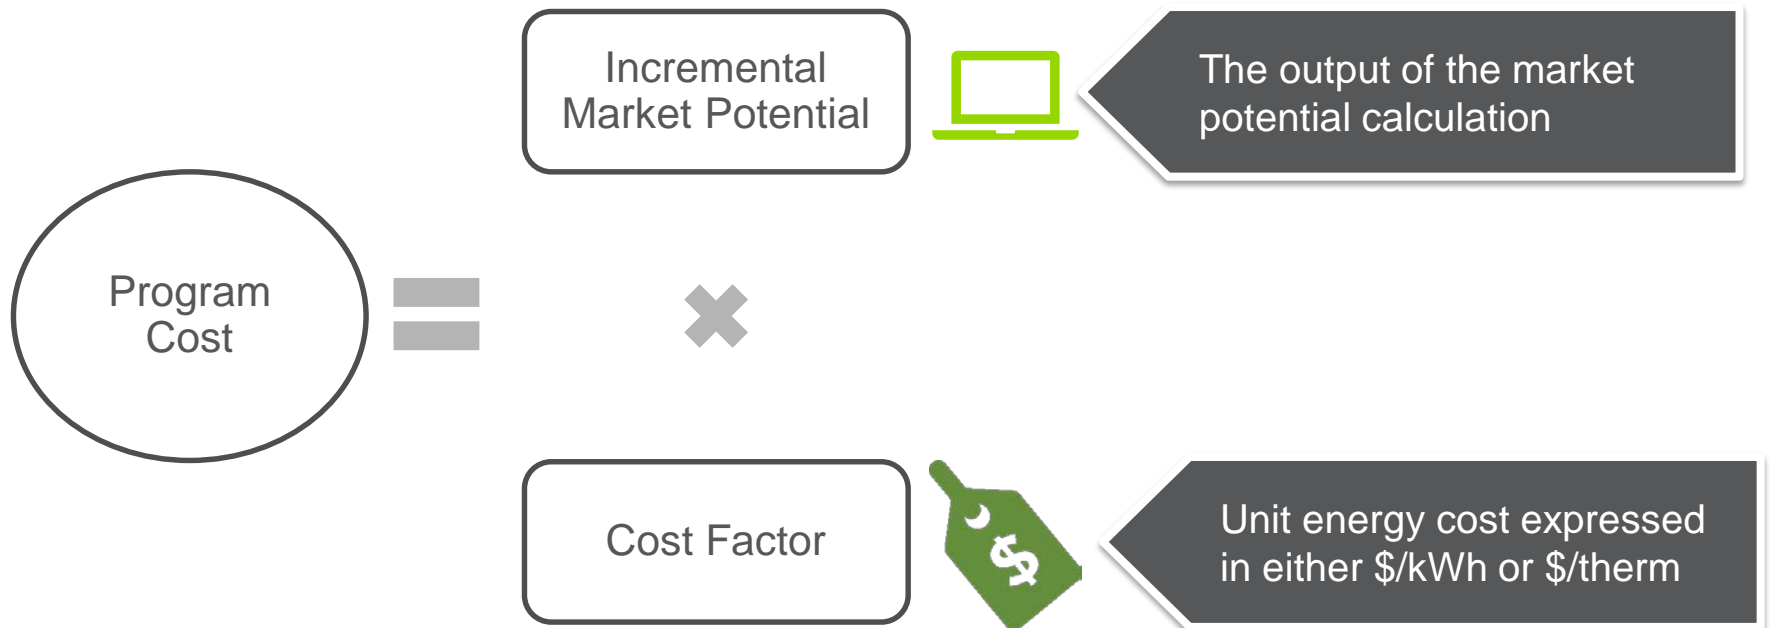 Incremental
Market Potential
The output of the market
potential calculation
Program
Cost
Cost Factor
$
Unit energy cost expressed
in either $/kWh or $/therm